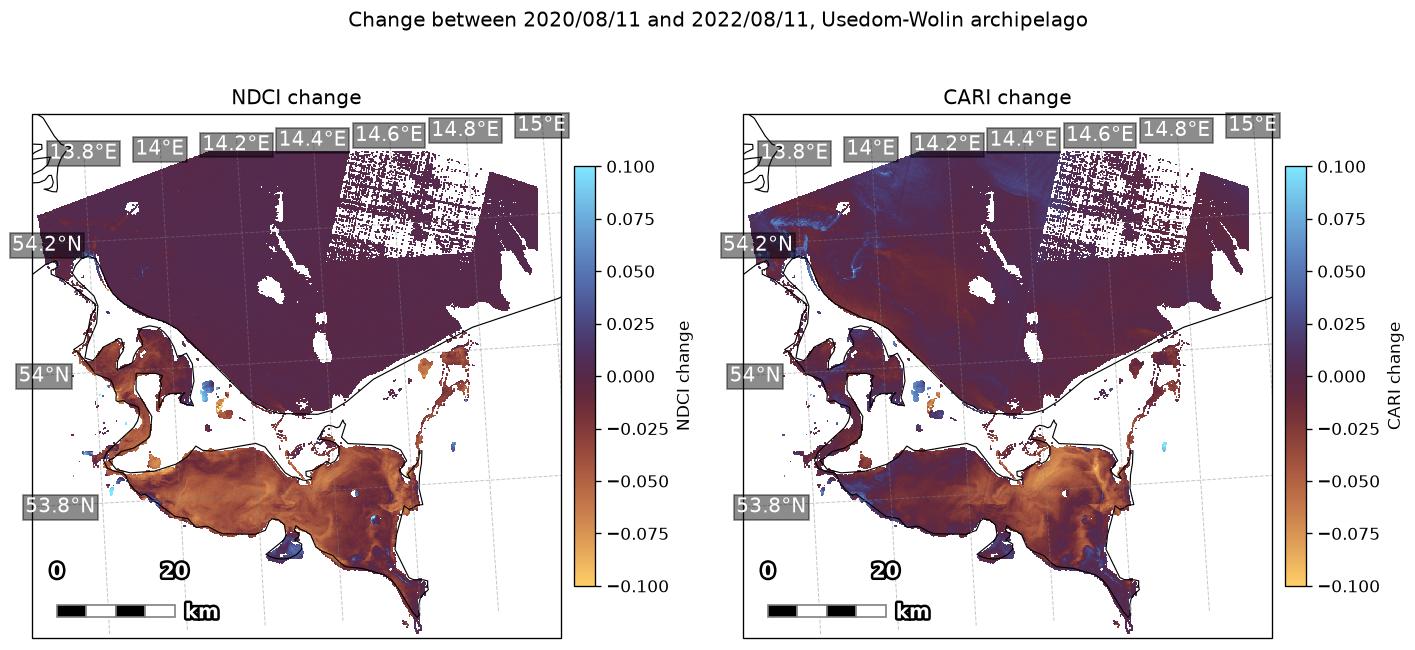 Change between 2020/08/11 and 2022/08/11, Usedom-Wolin archipelago
NDCI change
13.8°E 14°E 14.2°E 14.4°E 14.6°E 14.8°E 15°E
54.2°N
54°N
53.8°N
0 20
km
0.100
0.075
0.050
0.025
0.000
−0.025
−0.050
−0.075
−0.100
NDCI change
CARI change
13.8°E 14°E 14.2°E 14.4°E 14.6°E 14.8°E 15°E
54.2°N
54°N
53.8°N
0 20
km
0.100
0.075
0.050
0.025
0.000
−0.025
−0.050
−0.075
−0.100
CARI change